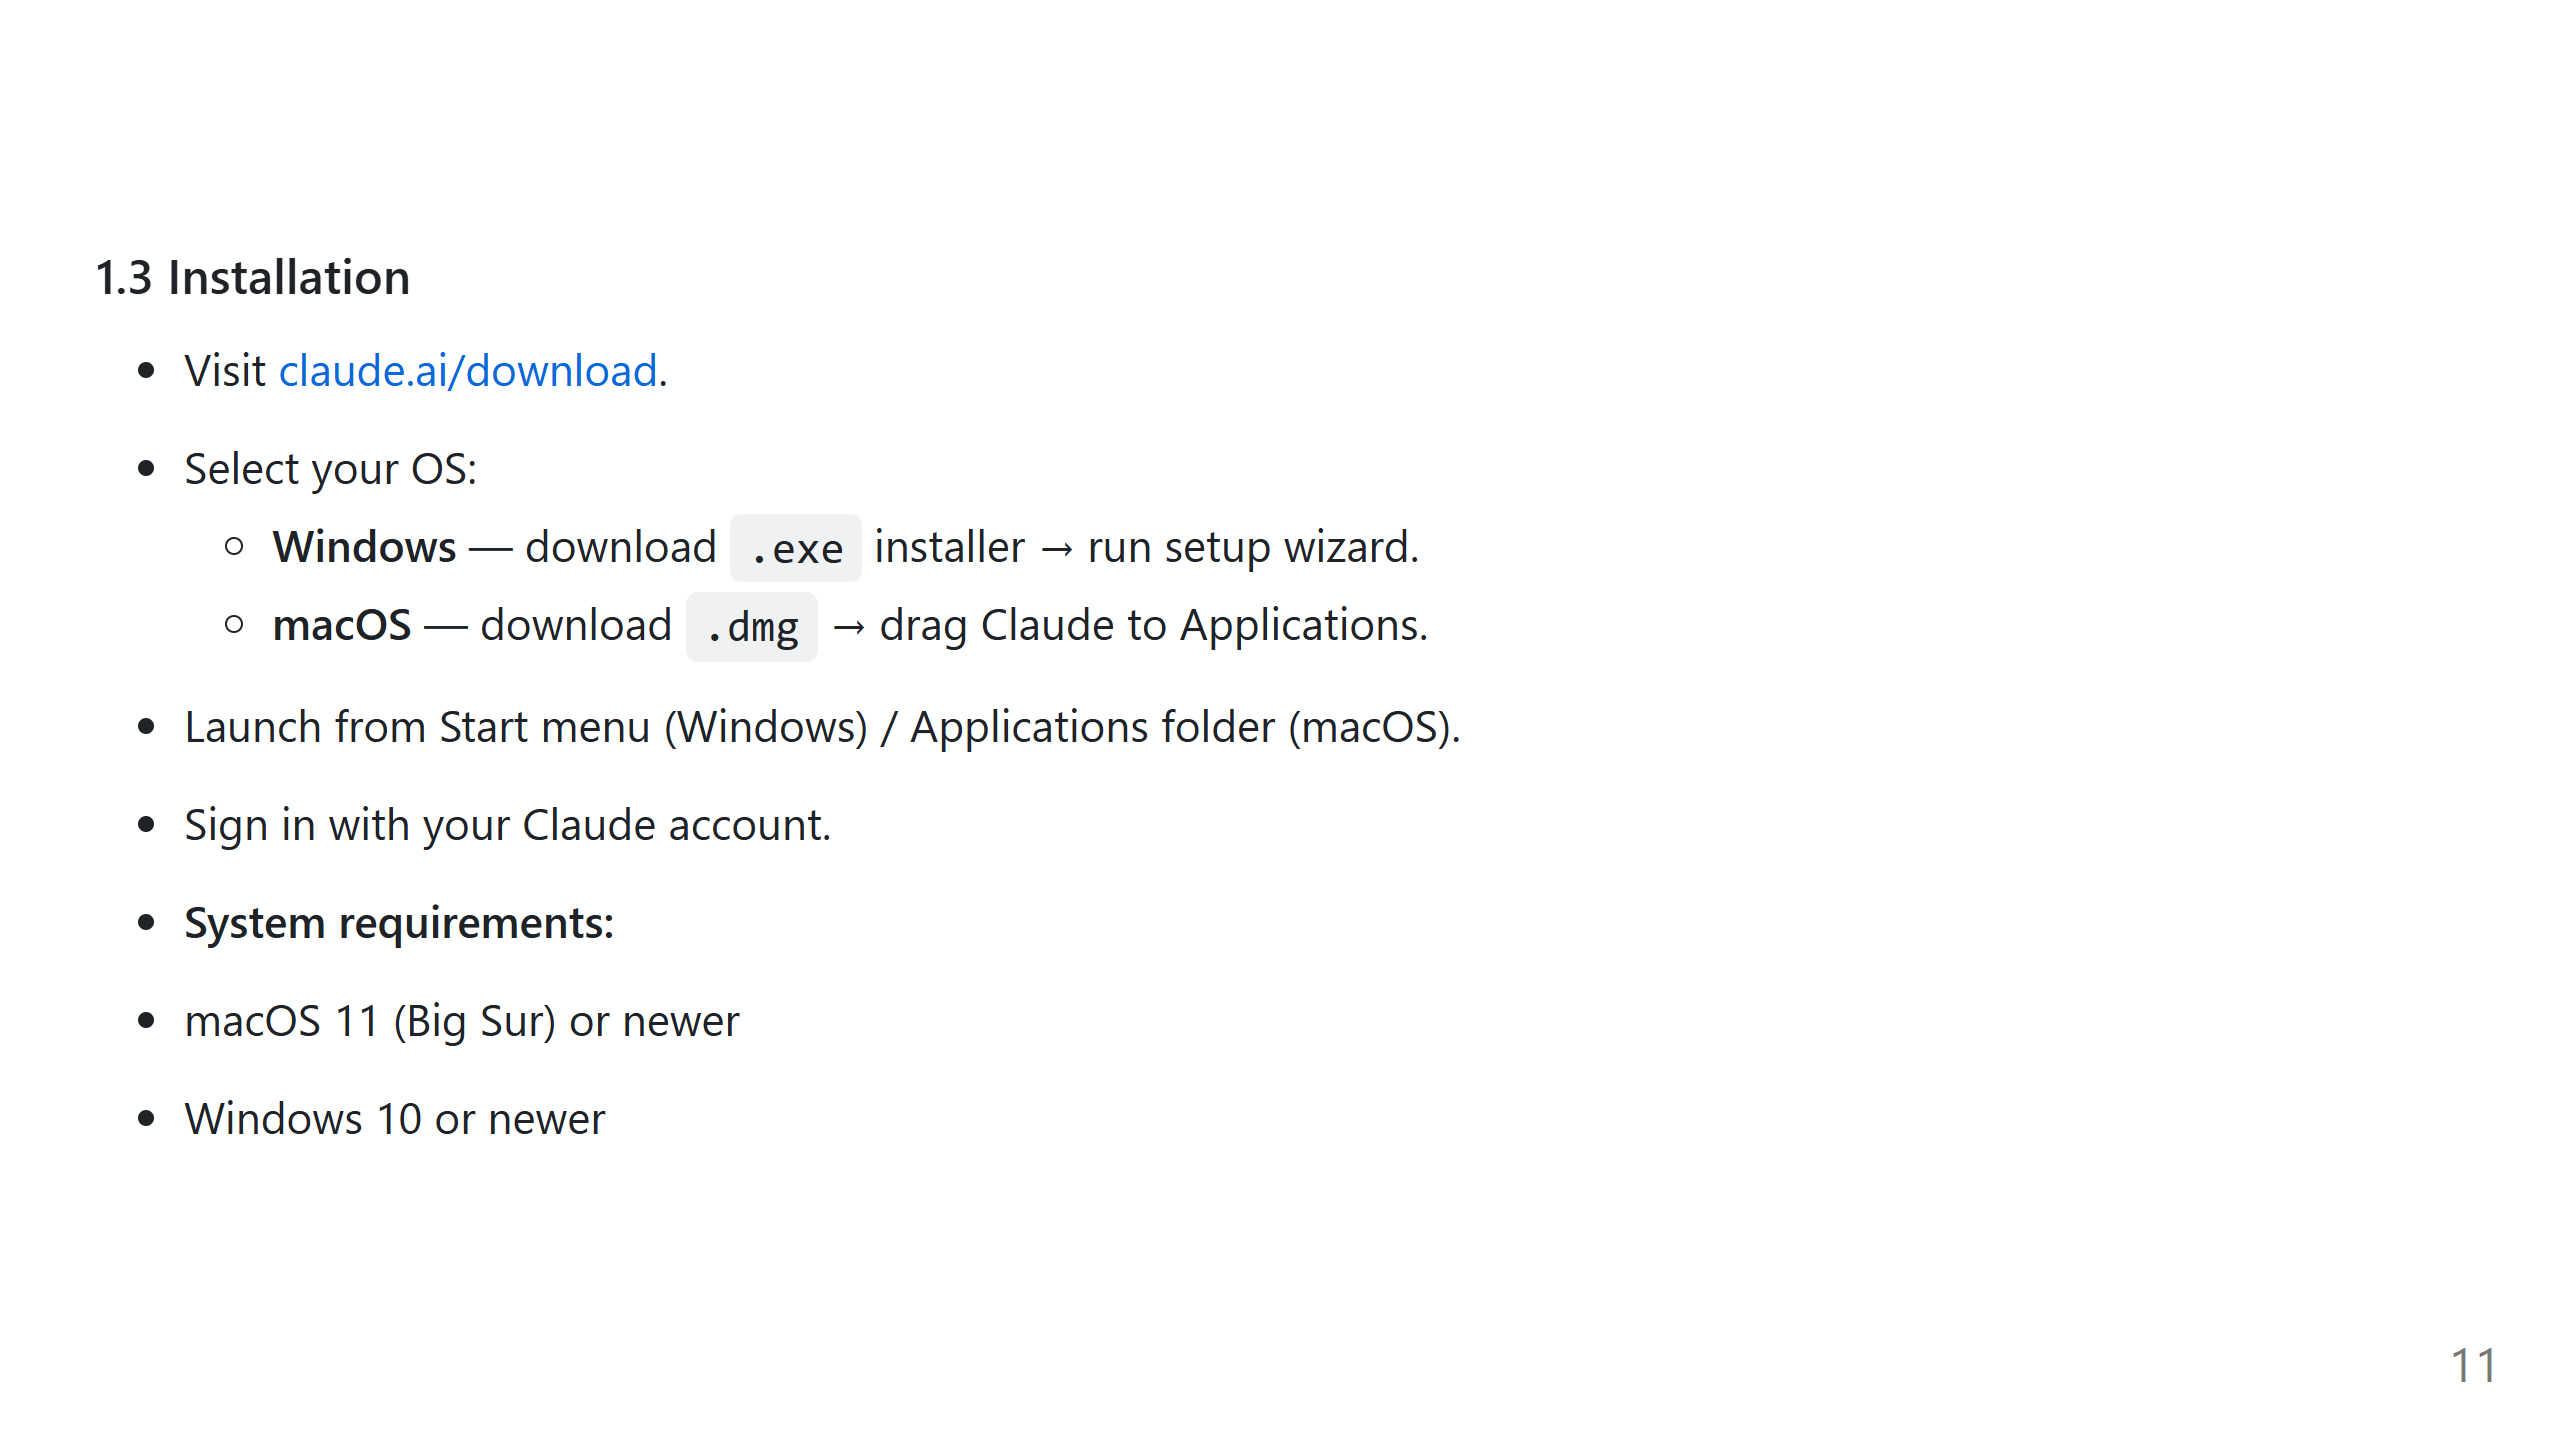 1.3 Installation
• Visit claude.ai/download.
• Select your OS:
◦ Windows — download .exe installer → run setup wizard.
◦ macOS — download .dmg → drag Claude to Applications.
• Launch from Start menu (Windows) / Applications folder (macOS).
• Sign in with your Claude account.
• System requirements:
• macOS 11 (Big Sur) or newer
• Windows 10 or newer
11